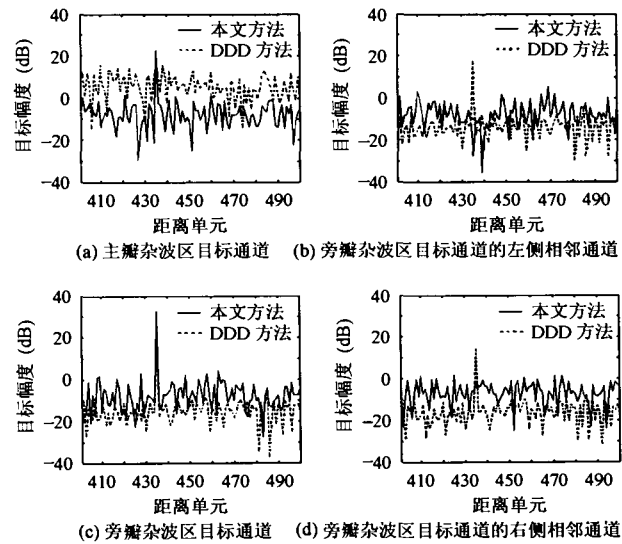 40
20
0
−20
−40
目标幅度 (dB)
本文方法
DDD 方法
410 430 450 470 490
距离单元
(a) 主瓣杂波区目标通道
40
20
0
−20
−40
目标幅度 (dB)
本文方法
DDD 方法
410 430 450 470 490
距离单元
(b) 旁瓣杂波区目标通道的左侧相邻通道
40
20
0
−20
−40
目标幅度 (dB)
本文方法
DDD 方法
410 430 450 470 490
距离单元
(c) 旁瓣杂波区目标通道
40
20
0
−20
−40
目标幅度 (dB)
本文方法
DDD 方法
410 430 450 470 490
距离单元
(d) 旁瓣杂波区目标通道的右侧相邻通道